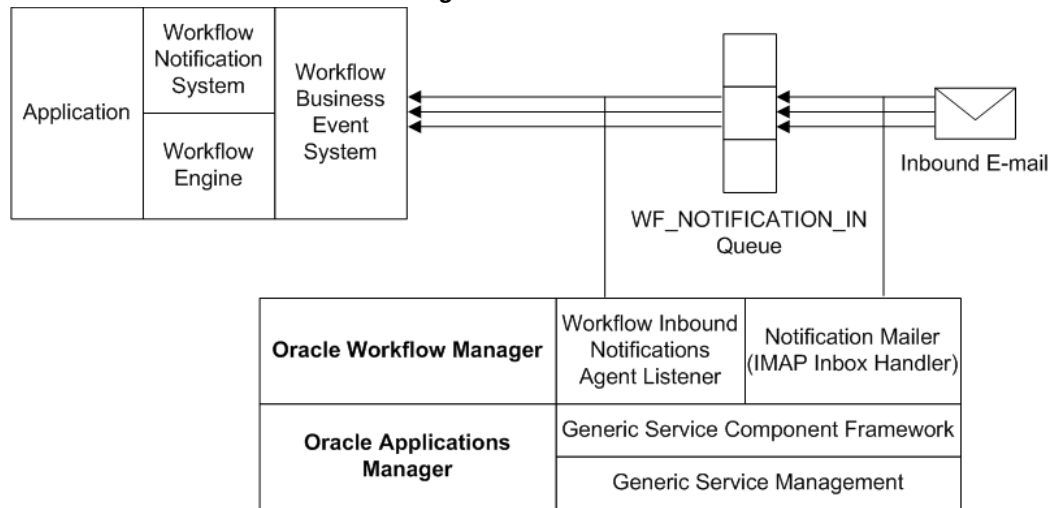 Application
Workflow
Notification
System
Workflow
Engine
Workflow
Business
Event
System
WF_NOTIFICATION_IN
Queue
Inbound E-mail
Oracle Workflow Manager
Workflow Inbound
Notifications
Agent Listener
Notification Mailer
(IMAP Inbox Handler)
Oracle Applications
Manager
Generic Service Component Framework
Generic Service Management